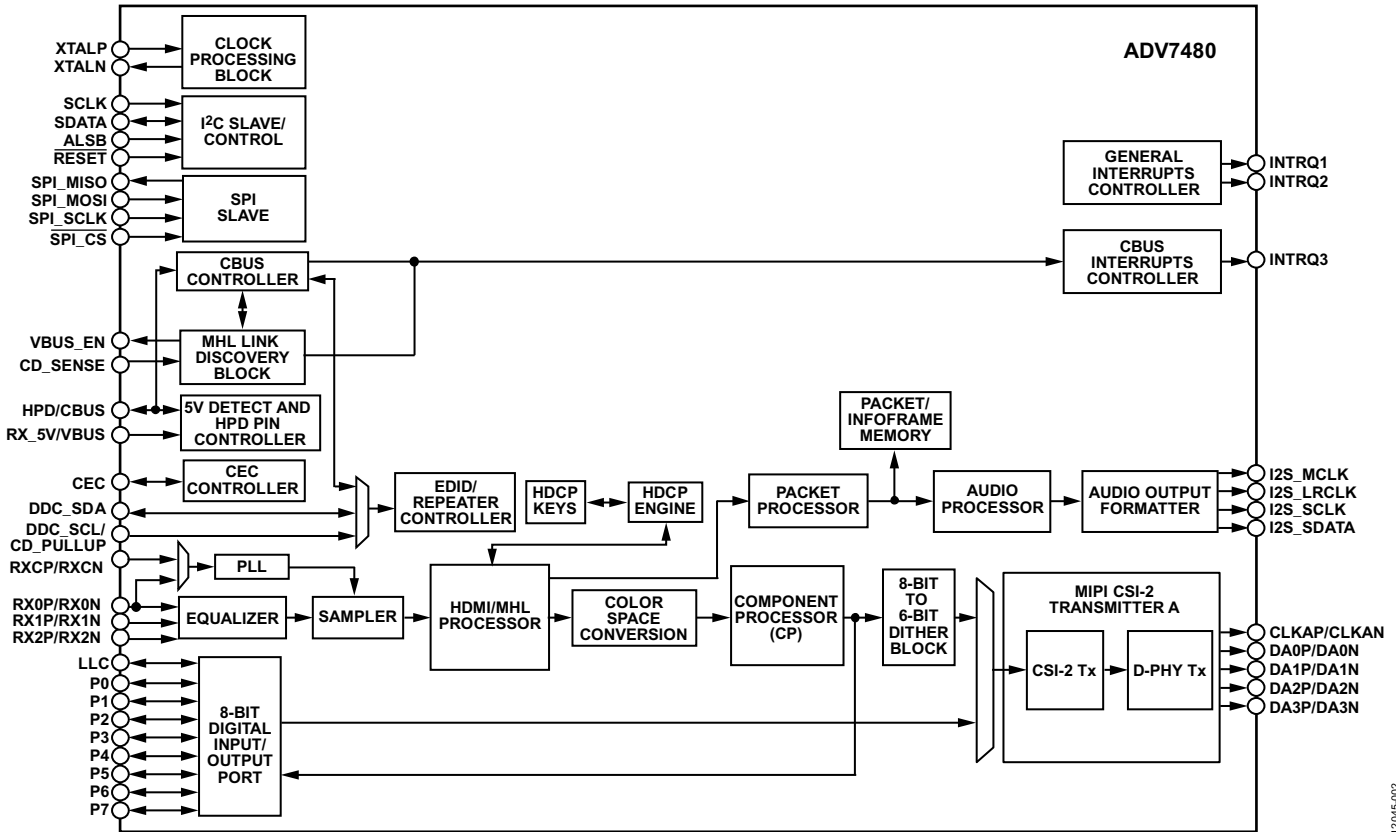 ADV7480
XTALP
XTALN
CLOCK
PROCESSING
BLOCK
SCLK
SDATA
ALSB
RESET
I2C SLAVE/
CONTROL
SPI_MISO
SPI_MOSI
SPI_SCLK
SPI_CS
SPI
SLAVE
GENERAL
INTERRUPTS
CONTROLLER
INTRQ1
INTRQ2
CBUS
CONTROLLER
CBUS
INTERRUPTS
CONTROLLER
INTRQ3
VBUS_EN
CD_SENSE
MHL LINK
DISCOVERY
BLOCK
HPD/CBUS
RX_5V/VBUS
5V DETECT AND
HPD PIN
CONTROLLER
CEC
CEC
CONTROLLER
DDC_SDA
DDC_SCL/
CD_PULLUP
EDID/
REPEATER
CONTROLLER
HDCP
KEYS
HDCP
ENGINE
PACKET
PROCESSOR
PACKET/
INFOFRAME
MEMORY
AUDIO
PROCESSOR
AUDIO OUTPUT
FORMATTER
I2S_MCLK
I2S_LRCLK
I2S_SCLK
I2S_SDATA
RXCP/RXCN
PLL
RX0P/RX0N
RX1P/RX1N
RX2P/RX2N
EQUALIZER
SAMPLER
HDMI/MHL
PROCESSOR
COLOR
SPACE
CONVERSION
COMPONENT
PROCESSOR
(CP)
8-BIT
TO
6-BIT
DITHER
BLOCK
MIPI CSI-2
TRANSMITTER A
CSI-2 Tx
D-PHY Tx
CLKAP/CLKAN
DA0P/DA0N
DA1P/DA1N
DA2P/DA2N
DA3P/DA3N
LLC
P0
P1
P2
P3
P4
P5
P6
P7
8-BIT
DIGITAL
INPUT/
OUTPUT
PORT
12045-002